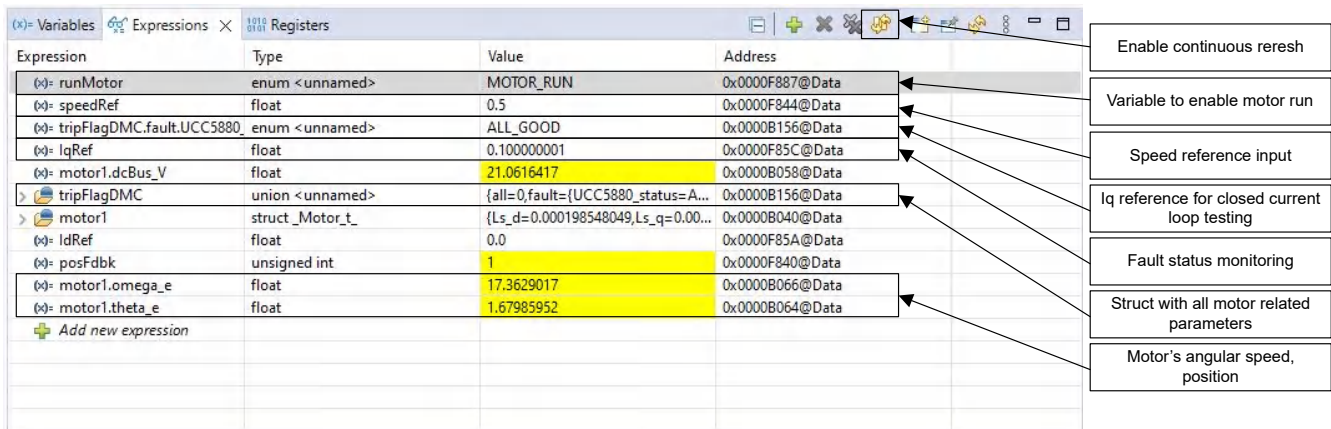 (x)= Variables Expressions Registers
Expression Type Value Address
(x)= runMotor enum <unnamed> MOTOR_RUN 0x0000F887@Data
(x)= speedRef float 0.5 0x0000F844@Data
(x)= tripFlagDMC.fault.UCC5880_ enum <unnamed> ALL_GOOD 0x0000B156@Data
(x)= IqRef float 0.100000001 0x0000F85C@Data
(x)= motor1.dcBus_V float 21.0616417 0x0000B058@Data
> tripFlagDMC union <unnamed> {all=0,fault={UCC5880_status=A... 0x0000B156@Data
> motor1 struct _Motor_t_ {Ls_d=0.000198548049,Ls_q=0.00... 0x0000B040@Data
(x)= IdRef float 0.0 0x0000F85A@Data
(x)= posFdbk unsigned int 1 0x0000F840@Data
(x)= motor1.omega_e float 17.3629017 0x0000B066@Data
(x)= motor1.theta_e float 1.67985952 0x0000B064@Data
Add new expression
Enable continuous reresh
Variable to enable motor run
Speed reference input
Iq reference for closed current
loop testing
Fault status monitoring
Struct with all motor related
parameters
Motor's angular speed,
position